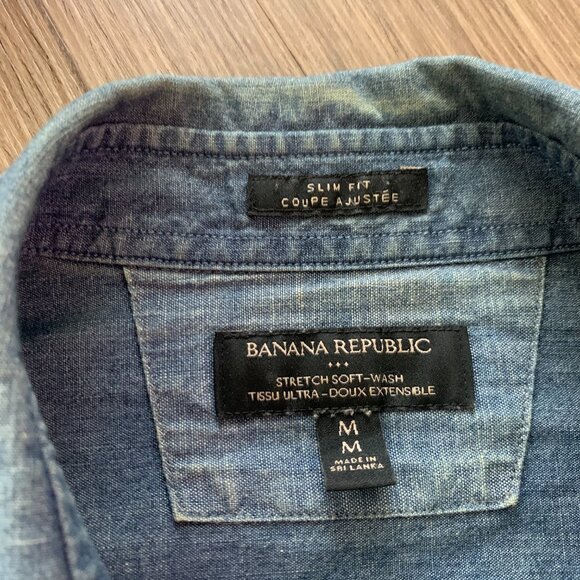 SLIM FIT
COUPE AJUSTÉE
BANANA REPUBLIC
STRETCH SOFT-WASH
TISSU ULTRA-DOUX EXTENSIBLE
M
M
MADE IN
SRI LANKA